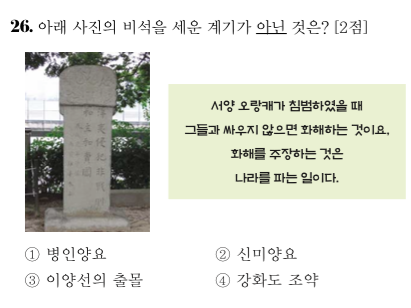 26. 아래 사진의 비석을 세운 계기가 아닌 것은? [2점]
서양 오랑캐가 침범하였을 때
그들과 싸우지 않으면 화해하는 것이요,
화해를 주장하는 것은
나라를 파는 일이다.
① 병인양요
② 신미양요
③ 이양선의 출몰
④ 강화도 조약